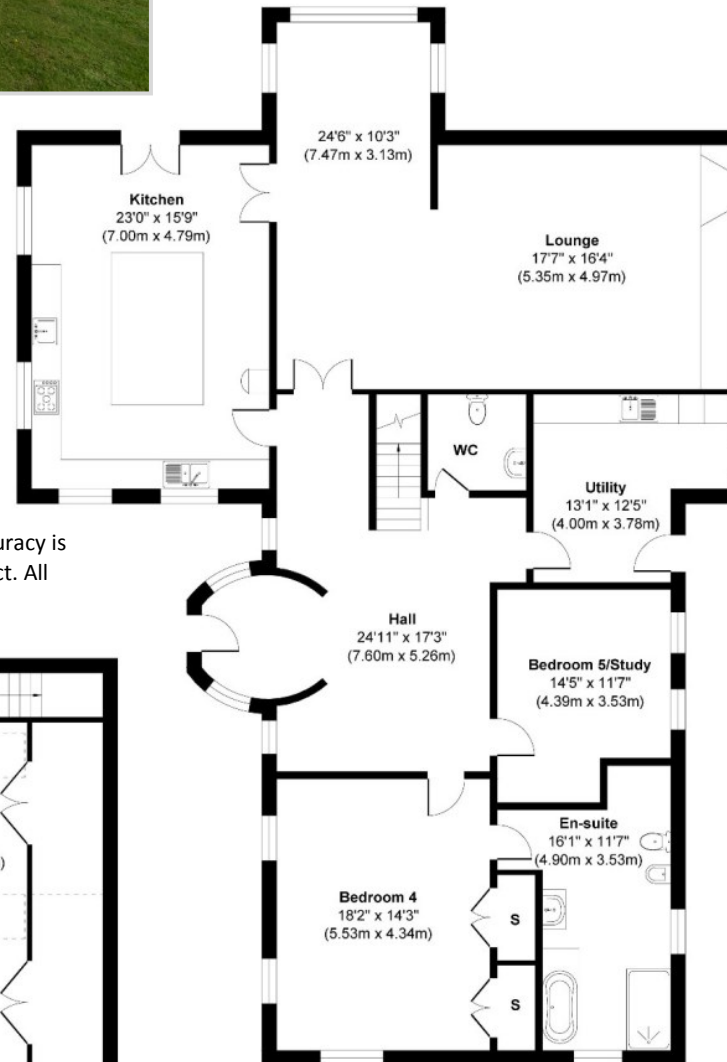 24'6" x 10'3"
(7.47m x 3.13m)
Kitchen
23'0" x 15'9"
(7.00m x 4.79m)
Lounge
17'7" x 16'4"
(5.35m x 4.97m)
WC
Utility
13'1" x 12'5"
(4.00m x 3.78m)
uracy is
ct. All
Hall
24'11" x 17'3"
(7.60m x 5.26m)
Bedroom 5/Study
14'5" x 11'7"
(4.39m x 3.53m)
En-suite
16'1" x 11'7"
(4.90m x 3.53m)
)
Bedroom 4
18'2" x 14'3"
(5.53m x 4.34m)
S
S